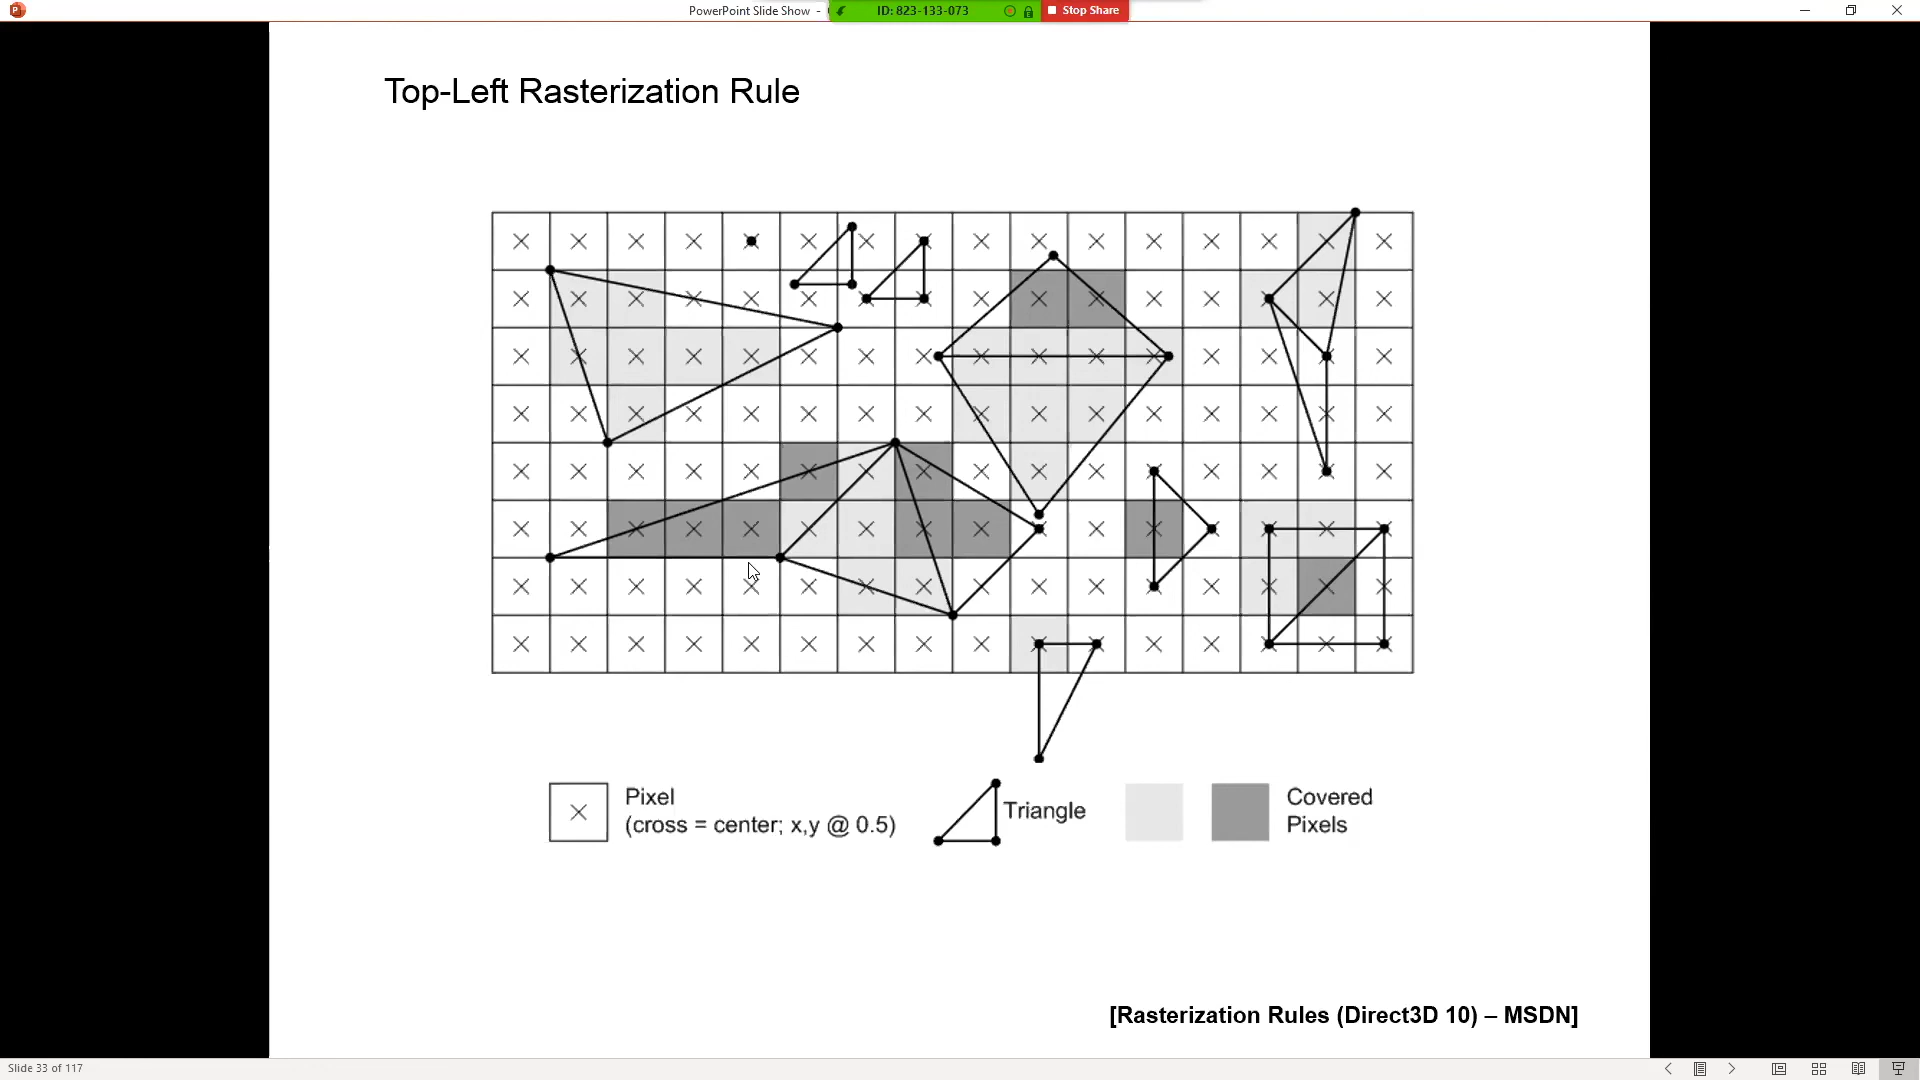 PowerPoint Slide Show -
ID: 823-133-073
Stop Share
Top-Left Rasterization Rule
Pixel
(cross = center; x,y @ 0.5)
Triangle
Covered
Pixels
[Rasterization Rules (Direct3D 10) – MSDN]
Slide 33 of 117